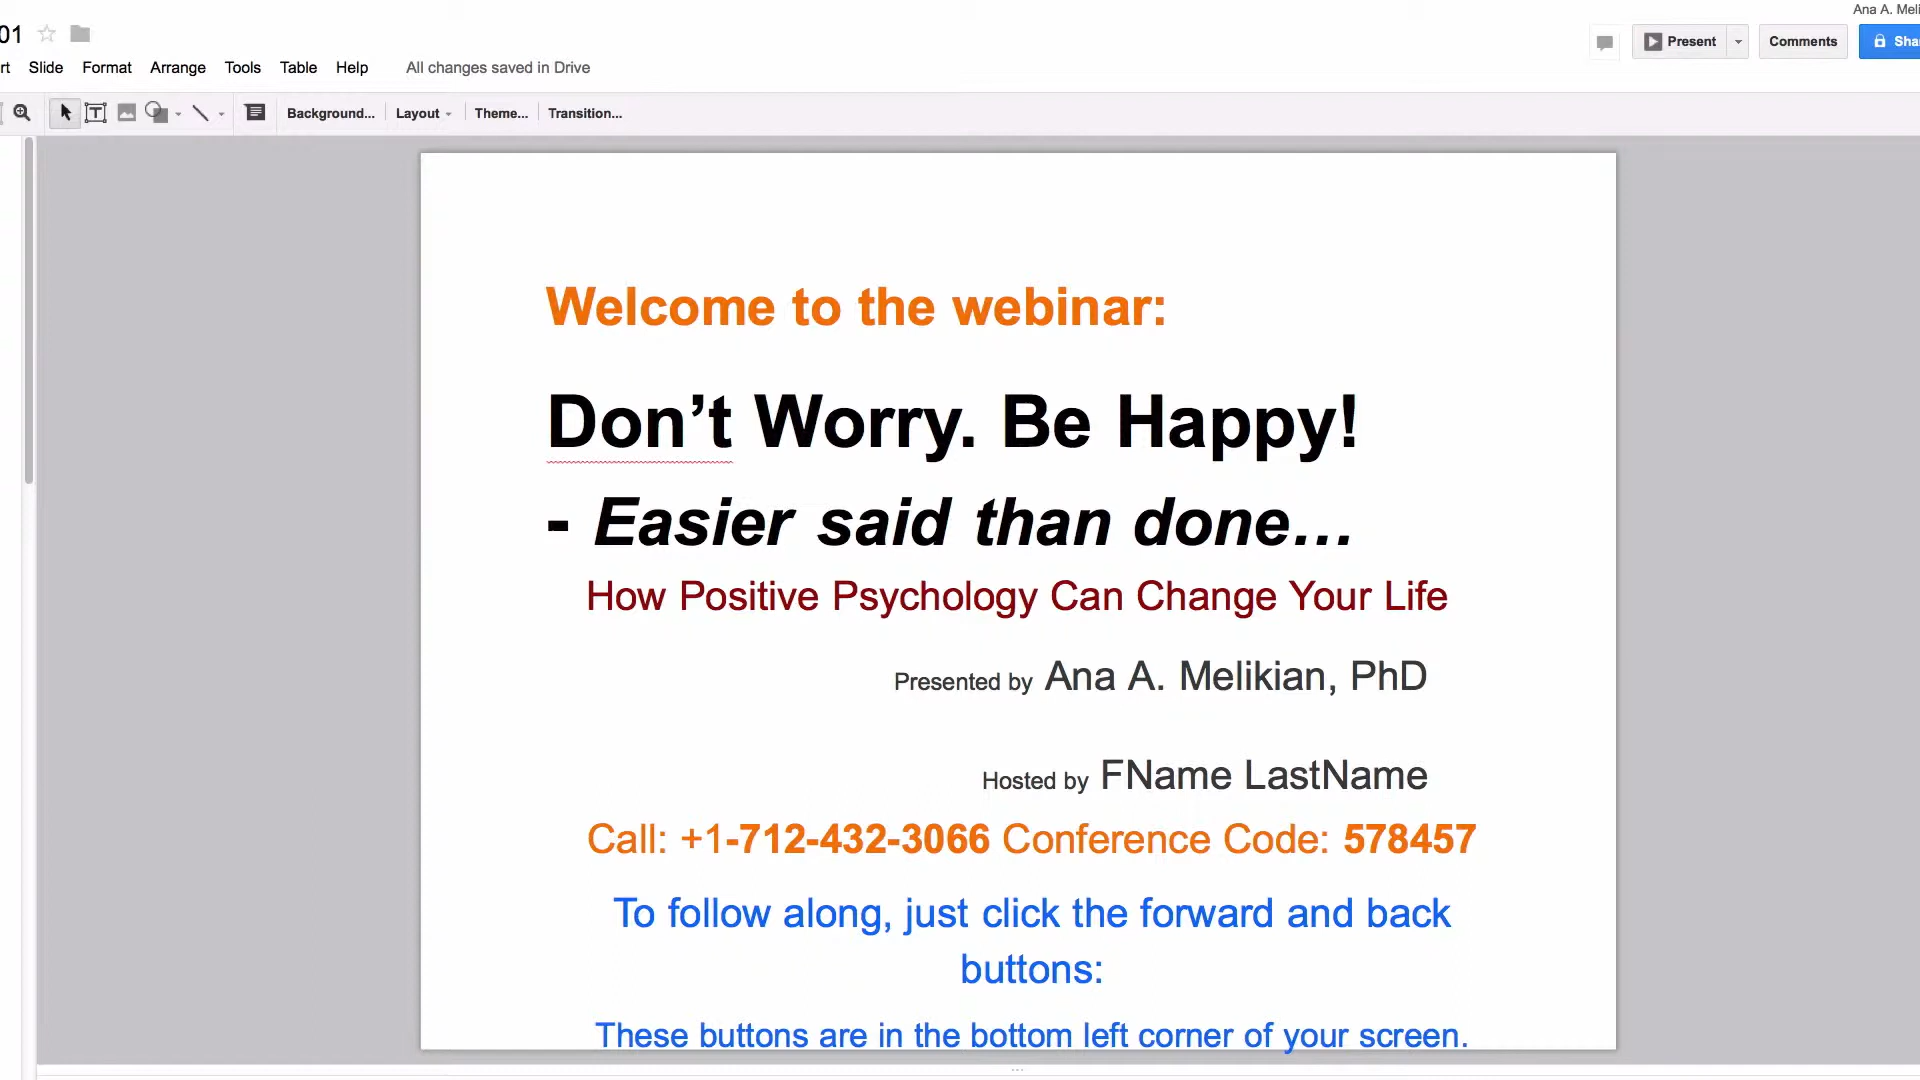 Ana A. Meli
01
rt Slide Format Arrange Tools Table Help All changes saved in Drive
Present Comments Shar
Background... Layout Theme... Transition...
Welcome to the webinar:
Don’t Worry. Be Happy!
- Easier said than done...
How Positive Psychology Can Change Your Life
Presented by Ana A. Melikian, PhD
Hosted by FName LastName
Call: +1-712-432-3066 Conference Code: 578457
To follow along, just click the forward and back
buttons:
These buttons are in the bottom left corner of your screen.